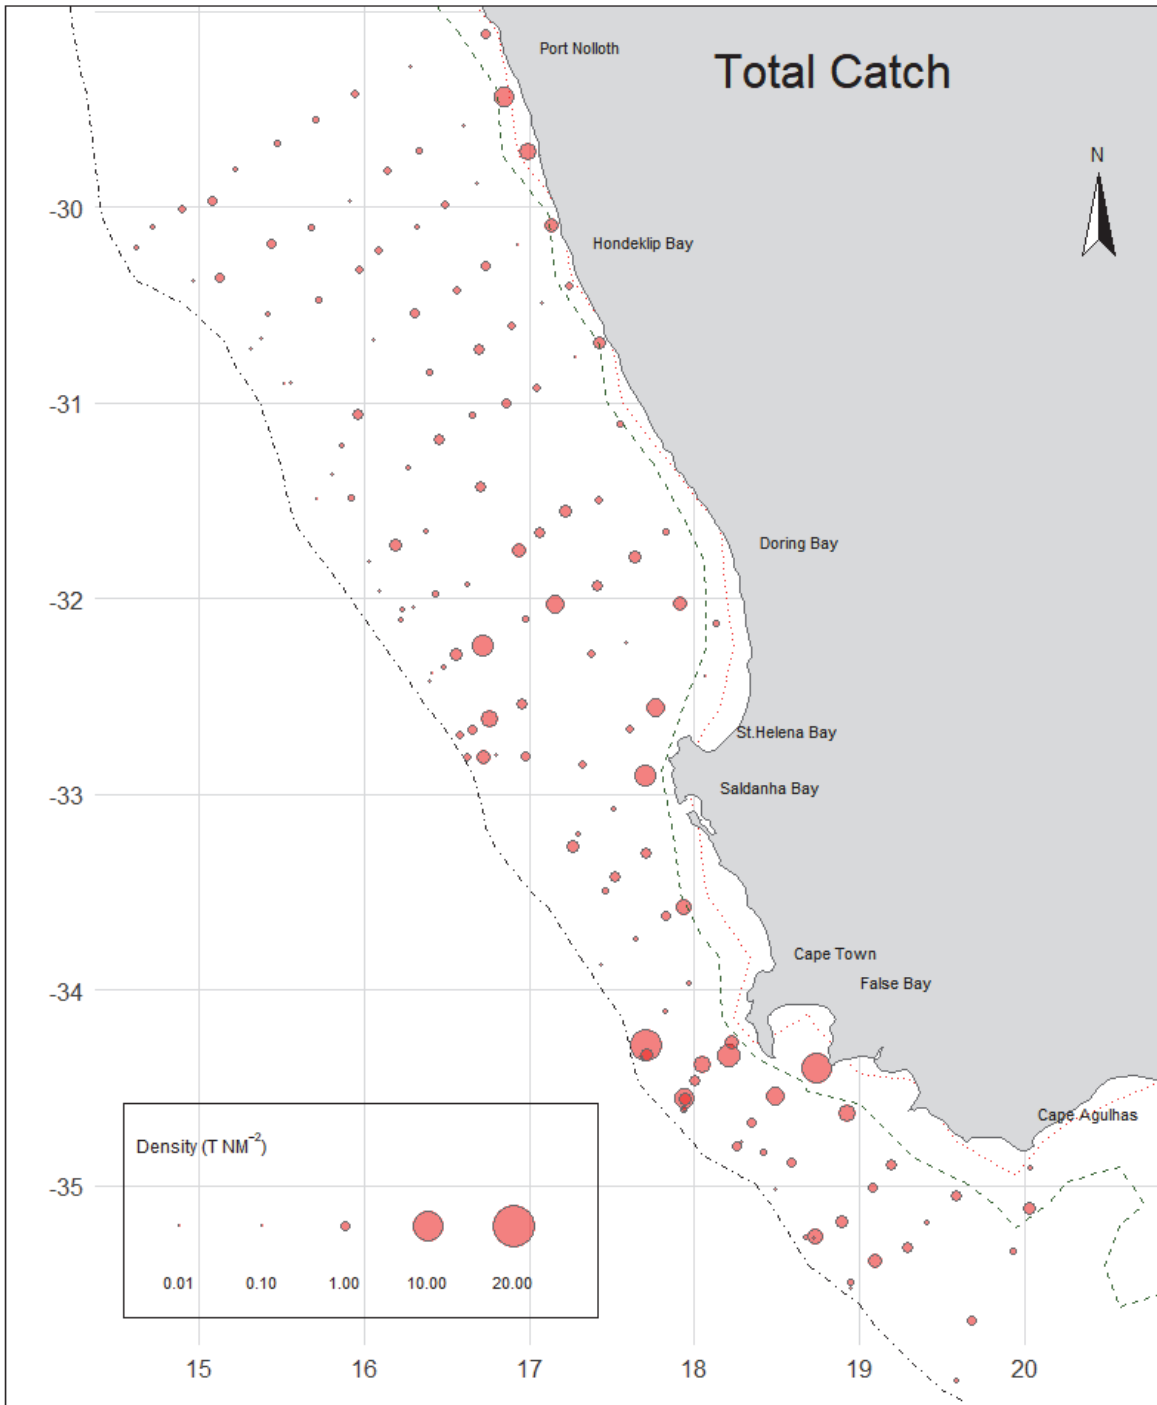 Port Nolloth
Total Catch
N
-30
Hondeklip Bay
-31
Doring Bay
-32
St.Helena Bay
Saldanha Bay
-33
Cape Town
False Bay
-34
Cape Agulhas
Density (T NM⁻²)
-35
0.01 0.10 1.00 10.00 20.00
15 16 17 18 19 20